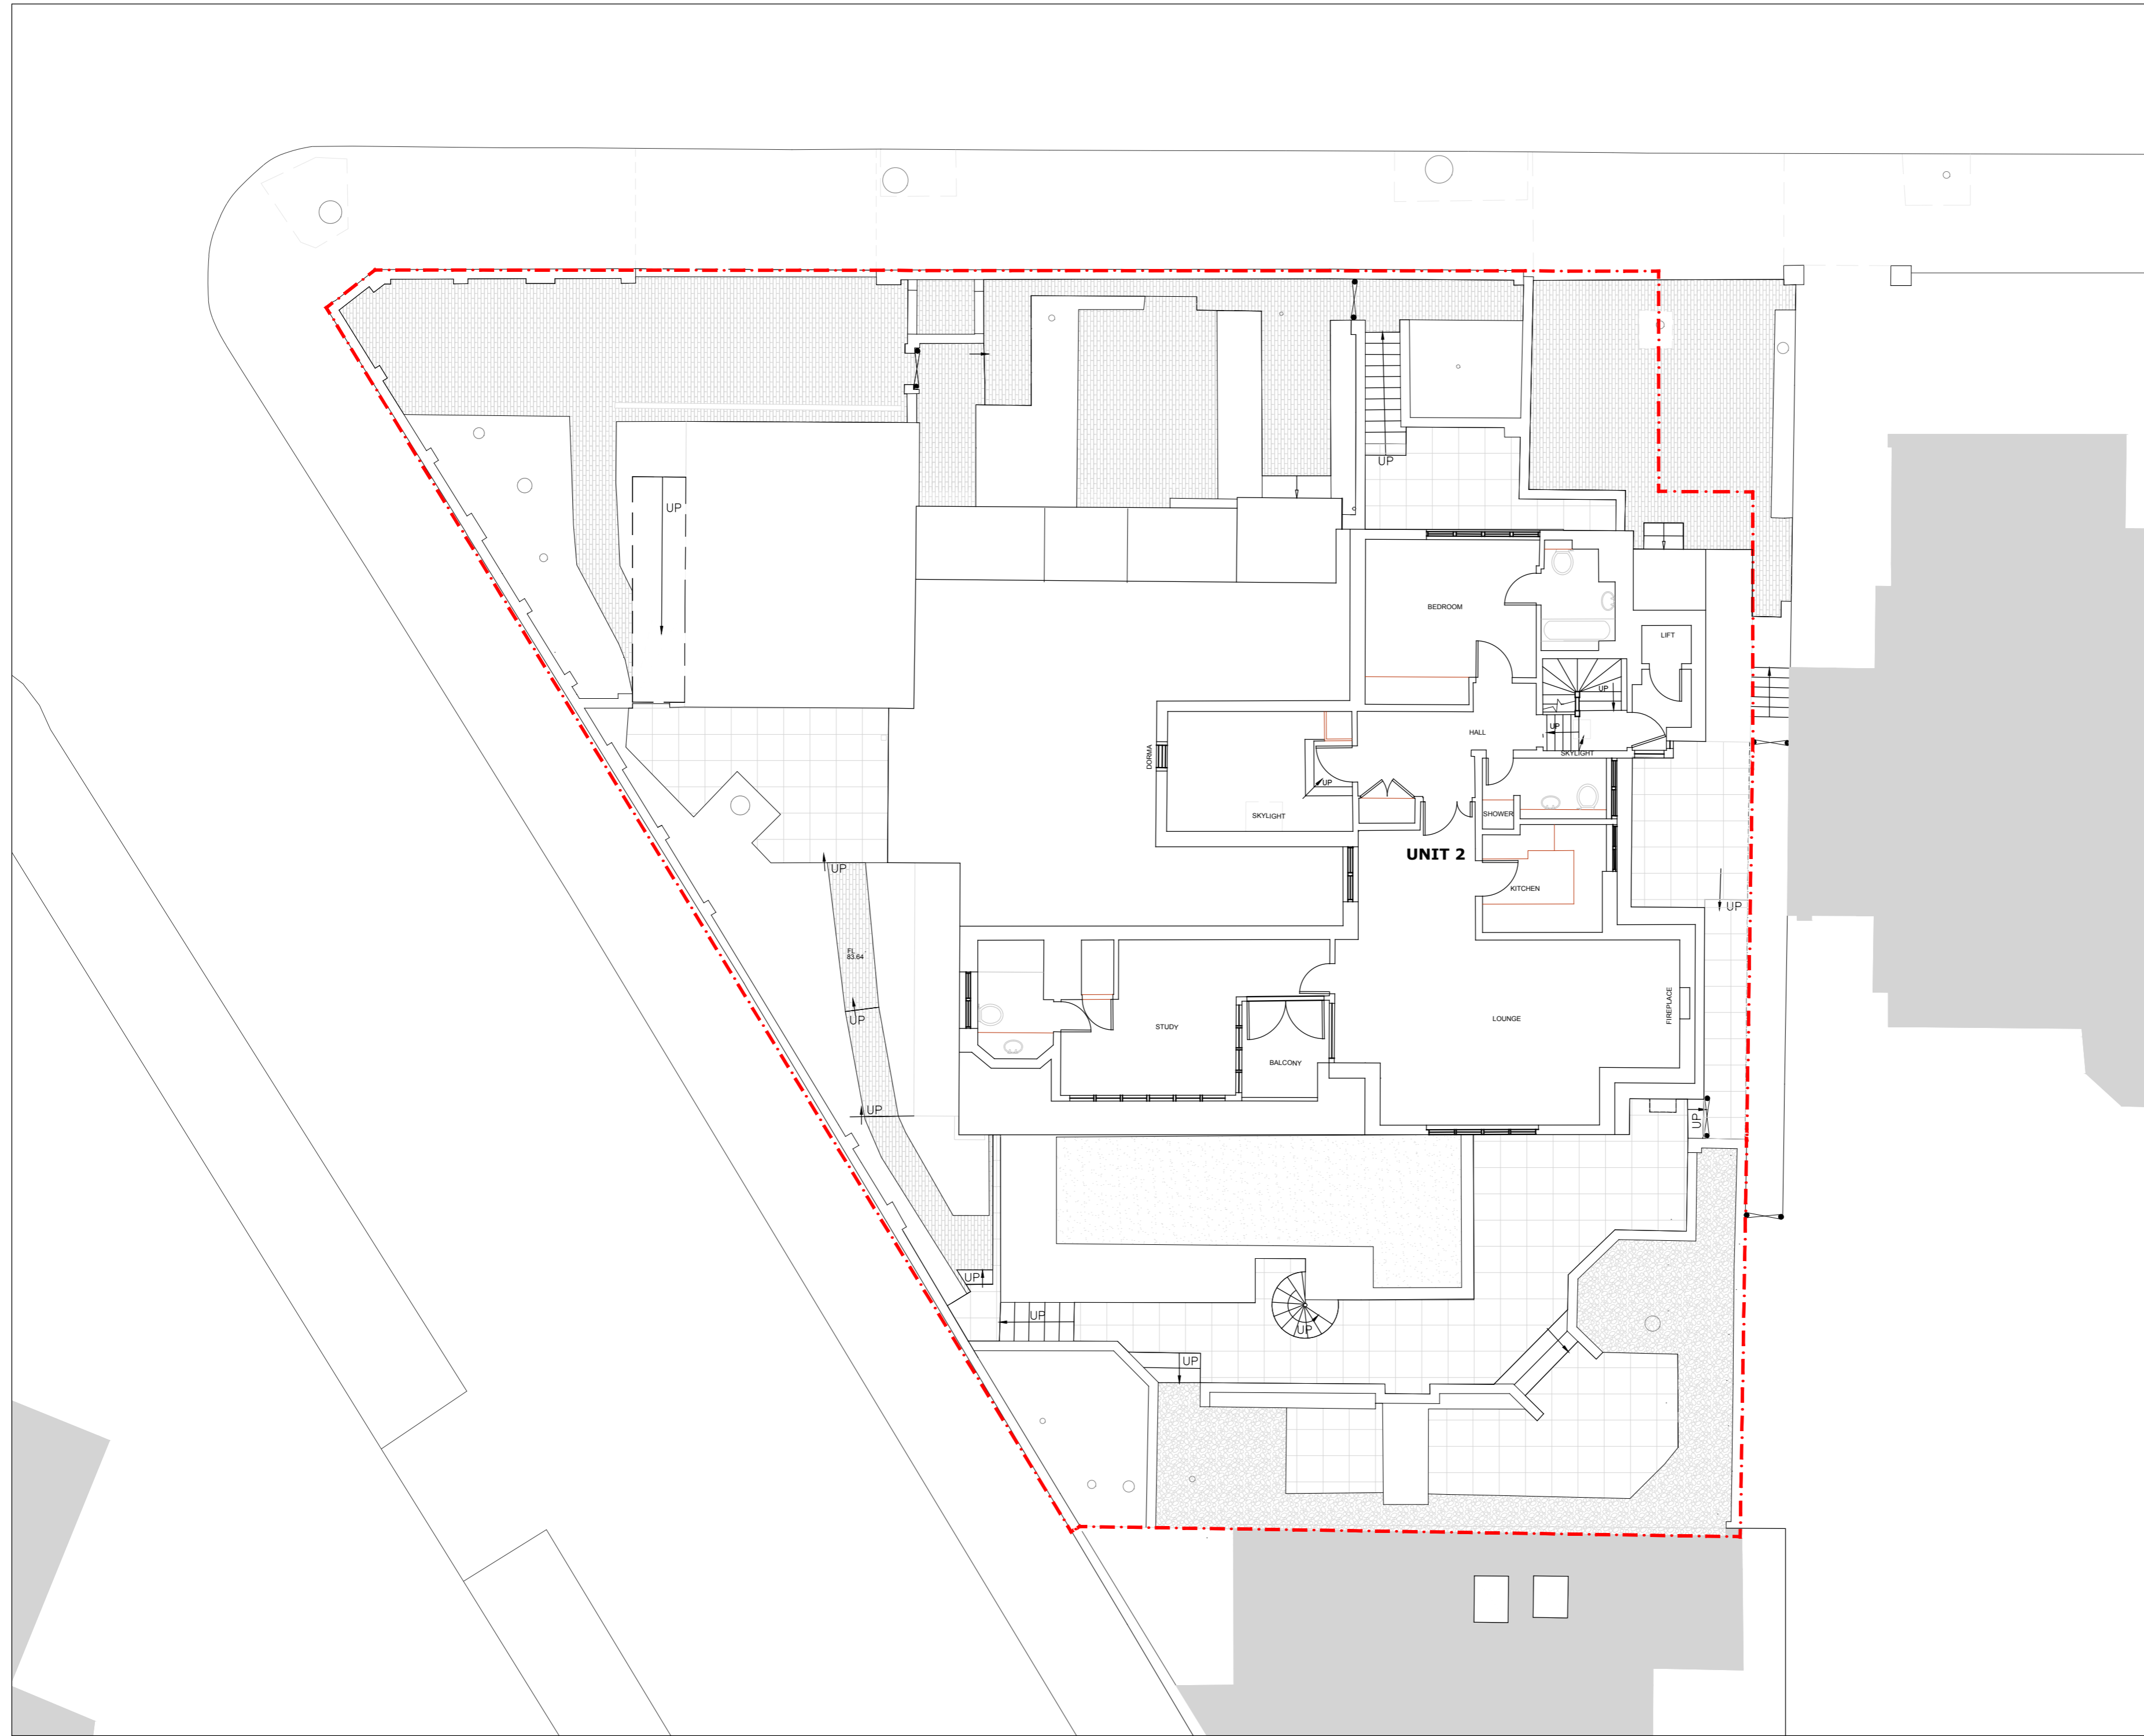 UP
UP
BEDROOM
LIFT
UP
UP
HALL
SKYLIGHT
DORMA
UP
SKYLIGHT
SHOWER
UNIT 2
UP
KITCHEN
UP
FL
83.64
UP
STUDY
LOUNGE
FIREPLACE
BALCONY
UP
UP
UP
UP
UP
UP